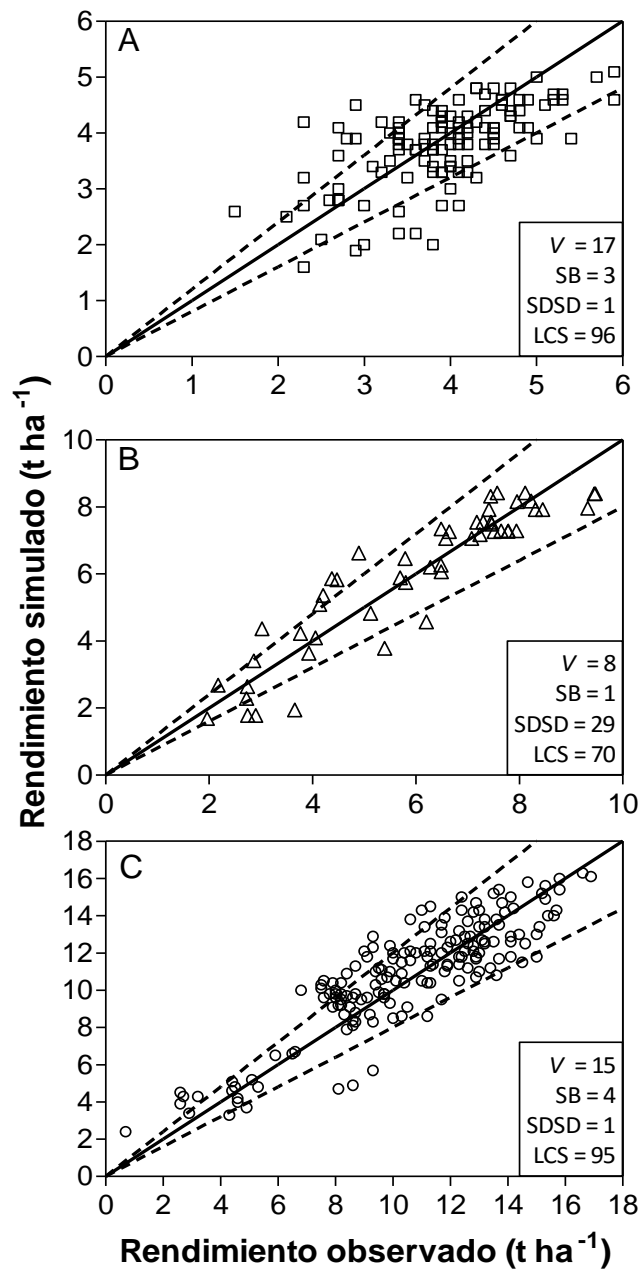 Rendimiento simulado (t ha⁻¹)
A
6
5
4
3
2
1
0
V = 17
SB = 3
SDSD = 1
LCS = 96
0 1 2 3 4 5 6
B
10
8
6
4
2
0
V = 8
SB = 1
SDSD = 29
LCS = 70
0 2 4 6 8 10
C
18
16
14
12
10
8
6
4
2
0
V = 15
SB = 4
SDSD = 1
LCS = 95
0 2 4 6 8 10 12 14 16 18
Rendimiento observado (t ha⁻¹)